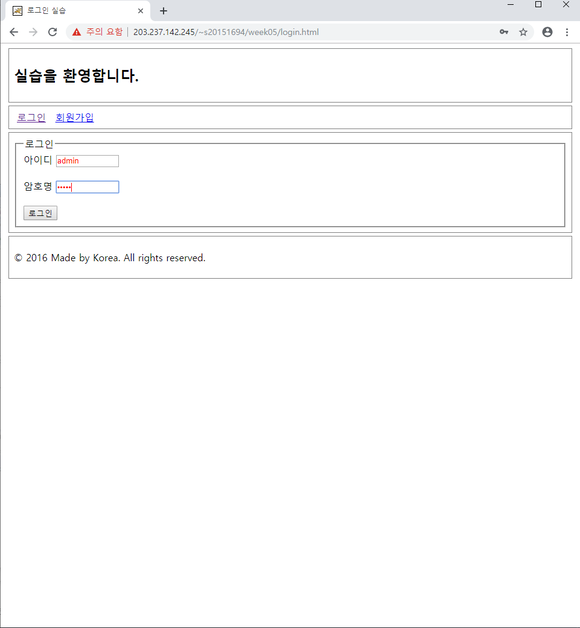 로그인 실습
주의 요함 203.237.142.245/~s20151694/week05/login.html
실습을 환영합니다.
로그인 회원가입
로그인
아이디 admin
암호명 •••••
로그인
© 2016 Made by Korea. All rights reserved.